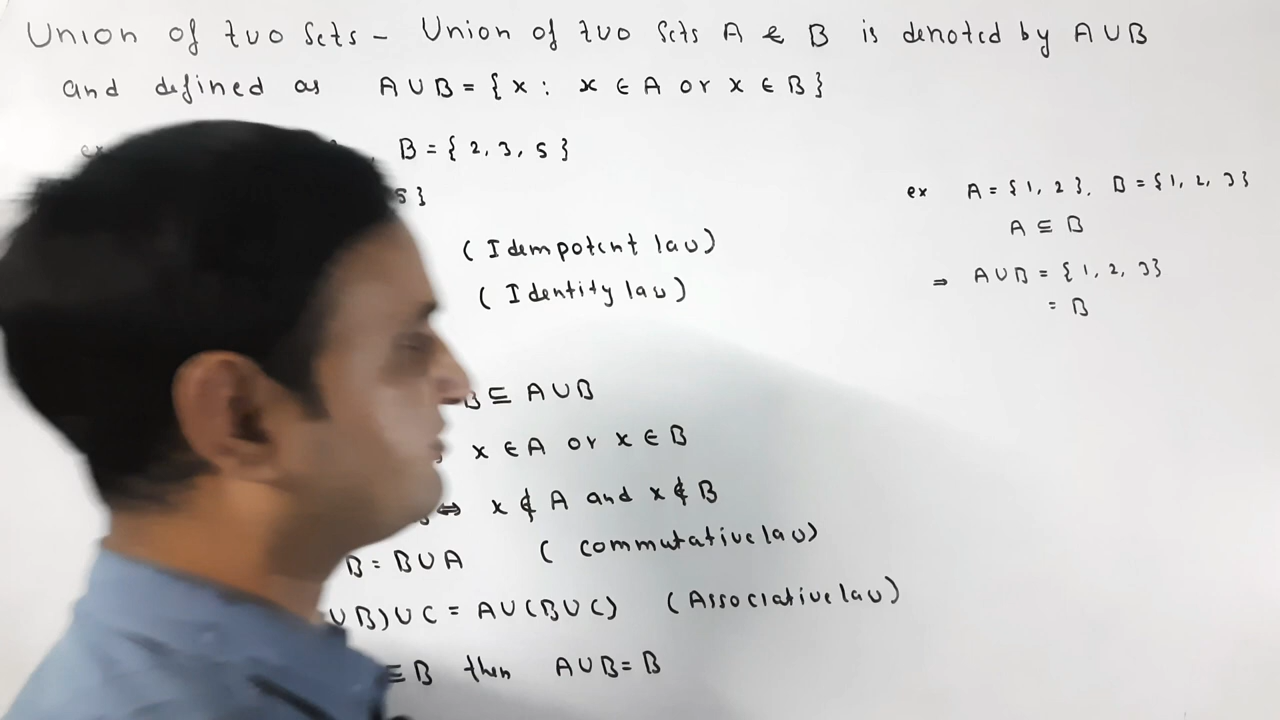 Union of two Sets - Union of two Sets A & B is denoted by A∪B
and defined as A∪B = { x : x ∈ A or x ∈ B }
ex , B = { 2, 3, 5 }
5 }
( Idempotent law)
( Identity law)
B ⊆ A∪B
x ∈ A or x ∈ B
⇔ x ∉ A and x ∉ B
B = B∪A ( commutative law)
∪B)∪C = A∪(B∪C) (Associative law)
⊆ B then A∪B = B
ex A = {1, 2}, B = {1, 2, 3}
A ⊆ B
⇒ A∪B = { 1, 2, 3}
= B